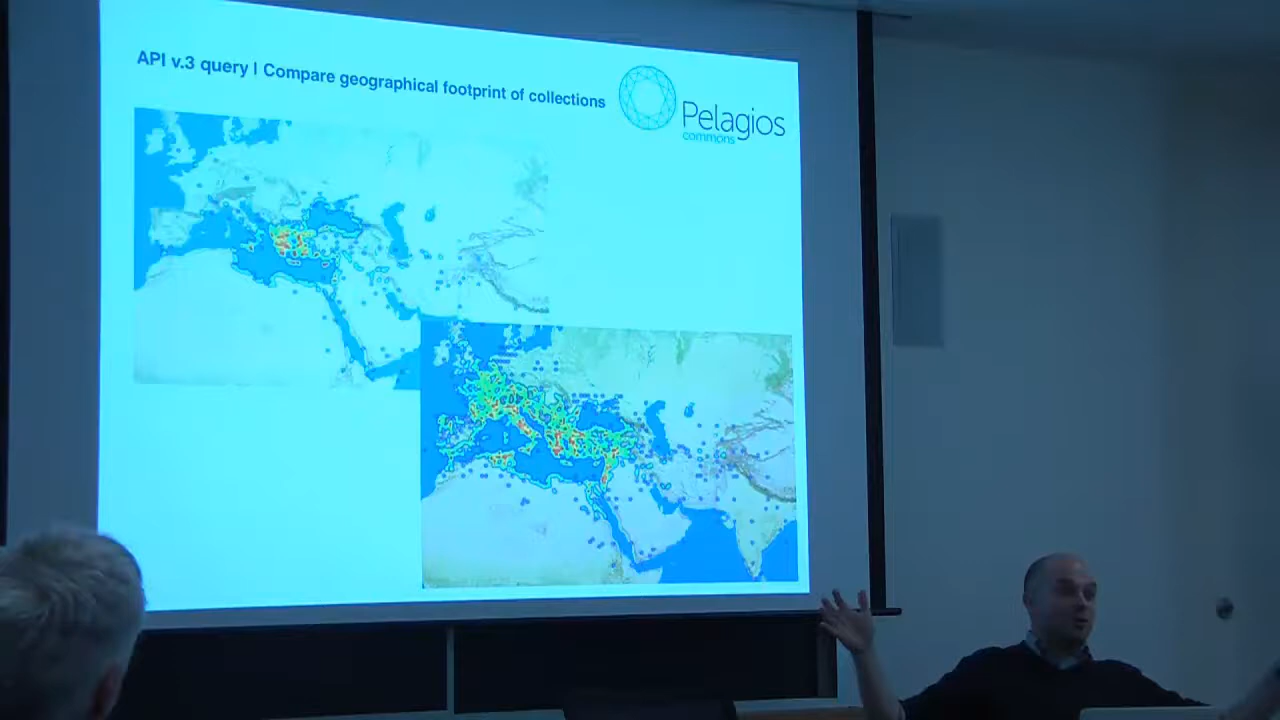 API v.3 query | Compare geographical footprint of collections
Pelagios
commons